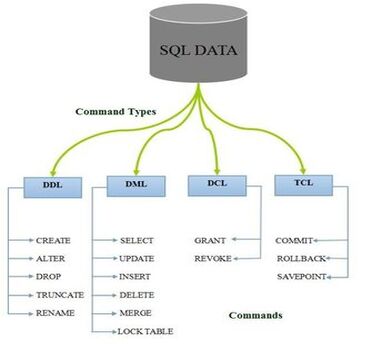 SQL DATA
Command Types
DDL
DML
DCL
TCL
CREATE
ALTER
DROP
TRUNCATE
RENAME
SELECT
UPDATE
INSERT
DELETE
MERGE
LOCK TABLE
GRANT
REVOKE
COMMIT
ROLLBACK
SAVEPOINT
Commands